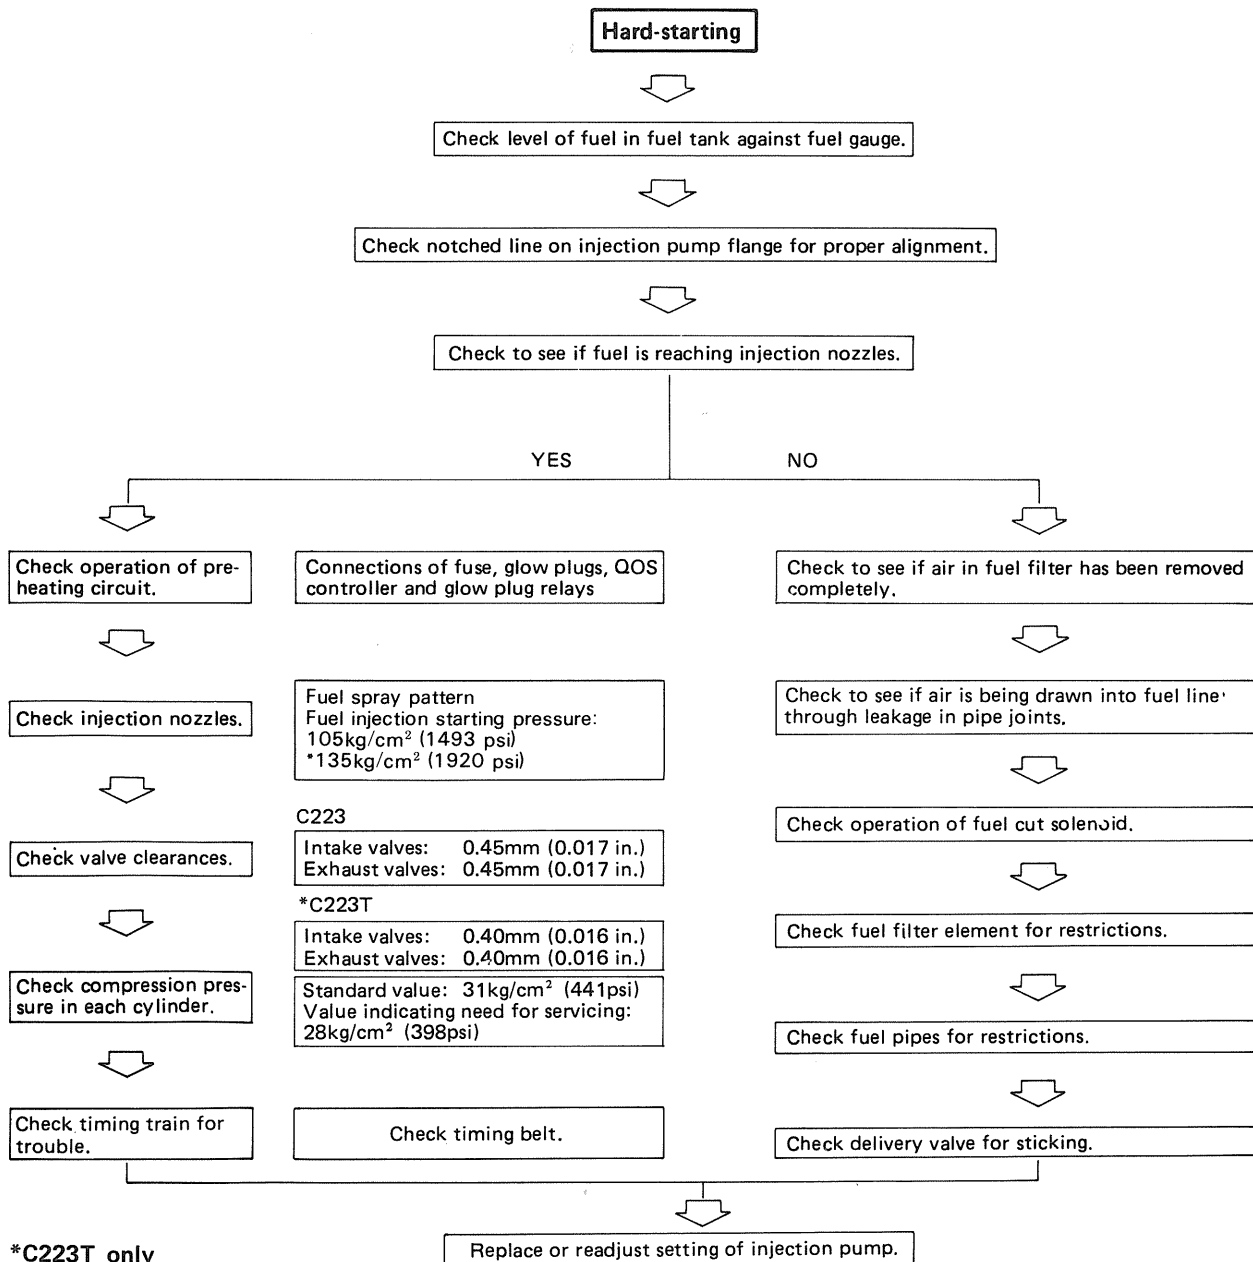 Hard-starting
Check level of fuel in fuel tank against fuel gauge.
Check notched line on injection pump flange for proper alignment.
Check to see if fuel is reaching injection nozzles.
YES
NO
Check operation of pre-
heating circuit.
Connections of fuse, glow plugs, QOS
controller and glow plug relays
Check injection nozzles.
Fuel spray pattern
Fuel injection starting pressure:
105kg/cm² (1493 psi)
*135kg/cm² (1920 psi)
Check valve clearances.
C223
Intake valves: 0.45mm (0.017 in.)
Exhaust valves: 0.45mm (0.017 in.)
*C223T
Intake valves: 0.40mm (0.016 in.)
Exhaust valves: 0.40mm (0.016 in.)
Check compression pres-
sure in each cylinder.
Standard value: 31kg/cm² (441psi)
Value indicating need for servicing:
28kg/cm² (398psi)
Check timing train for
trouble.
Check timing belt.
Check to see if air in fuel filter has been removed
completely.
Check to see if air is being drawn into fuel line
through leakage in pipe joints.
Check operation of fuel cut solenoid.
Check fuel filter element for restrictions.
Check fuel pipes for restrictions.
Check delivery valve for sticking.
Replace or readjust setting of injection pump.
*C223T only